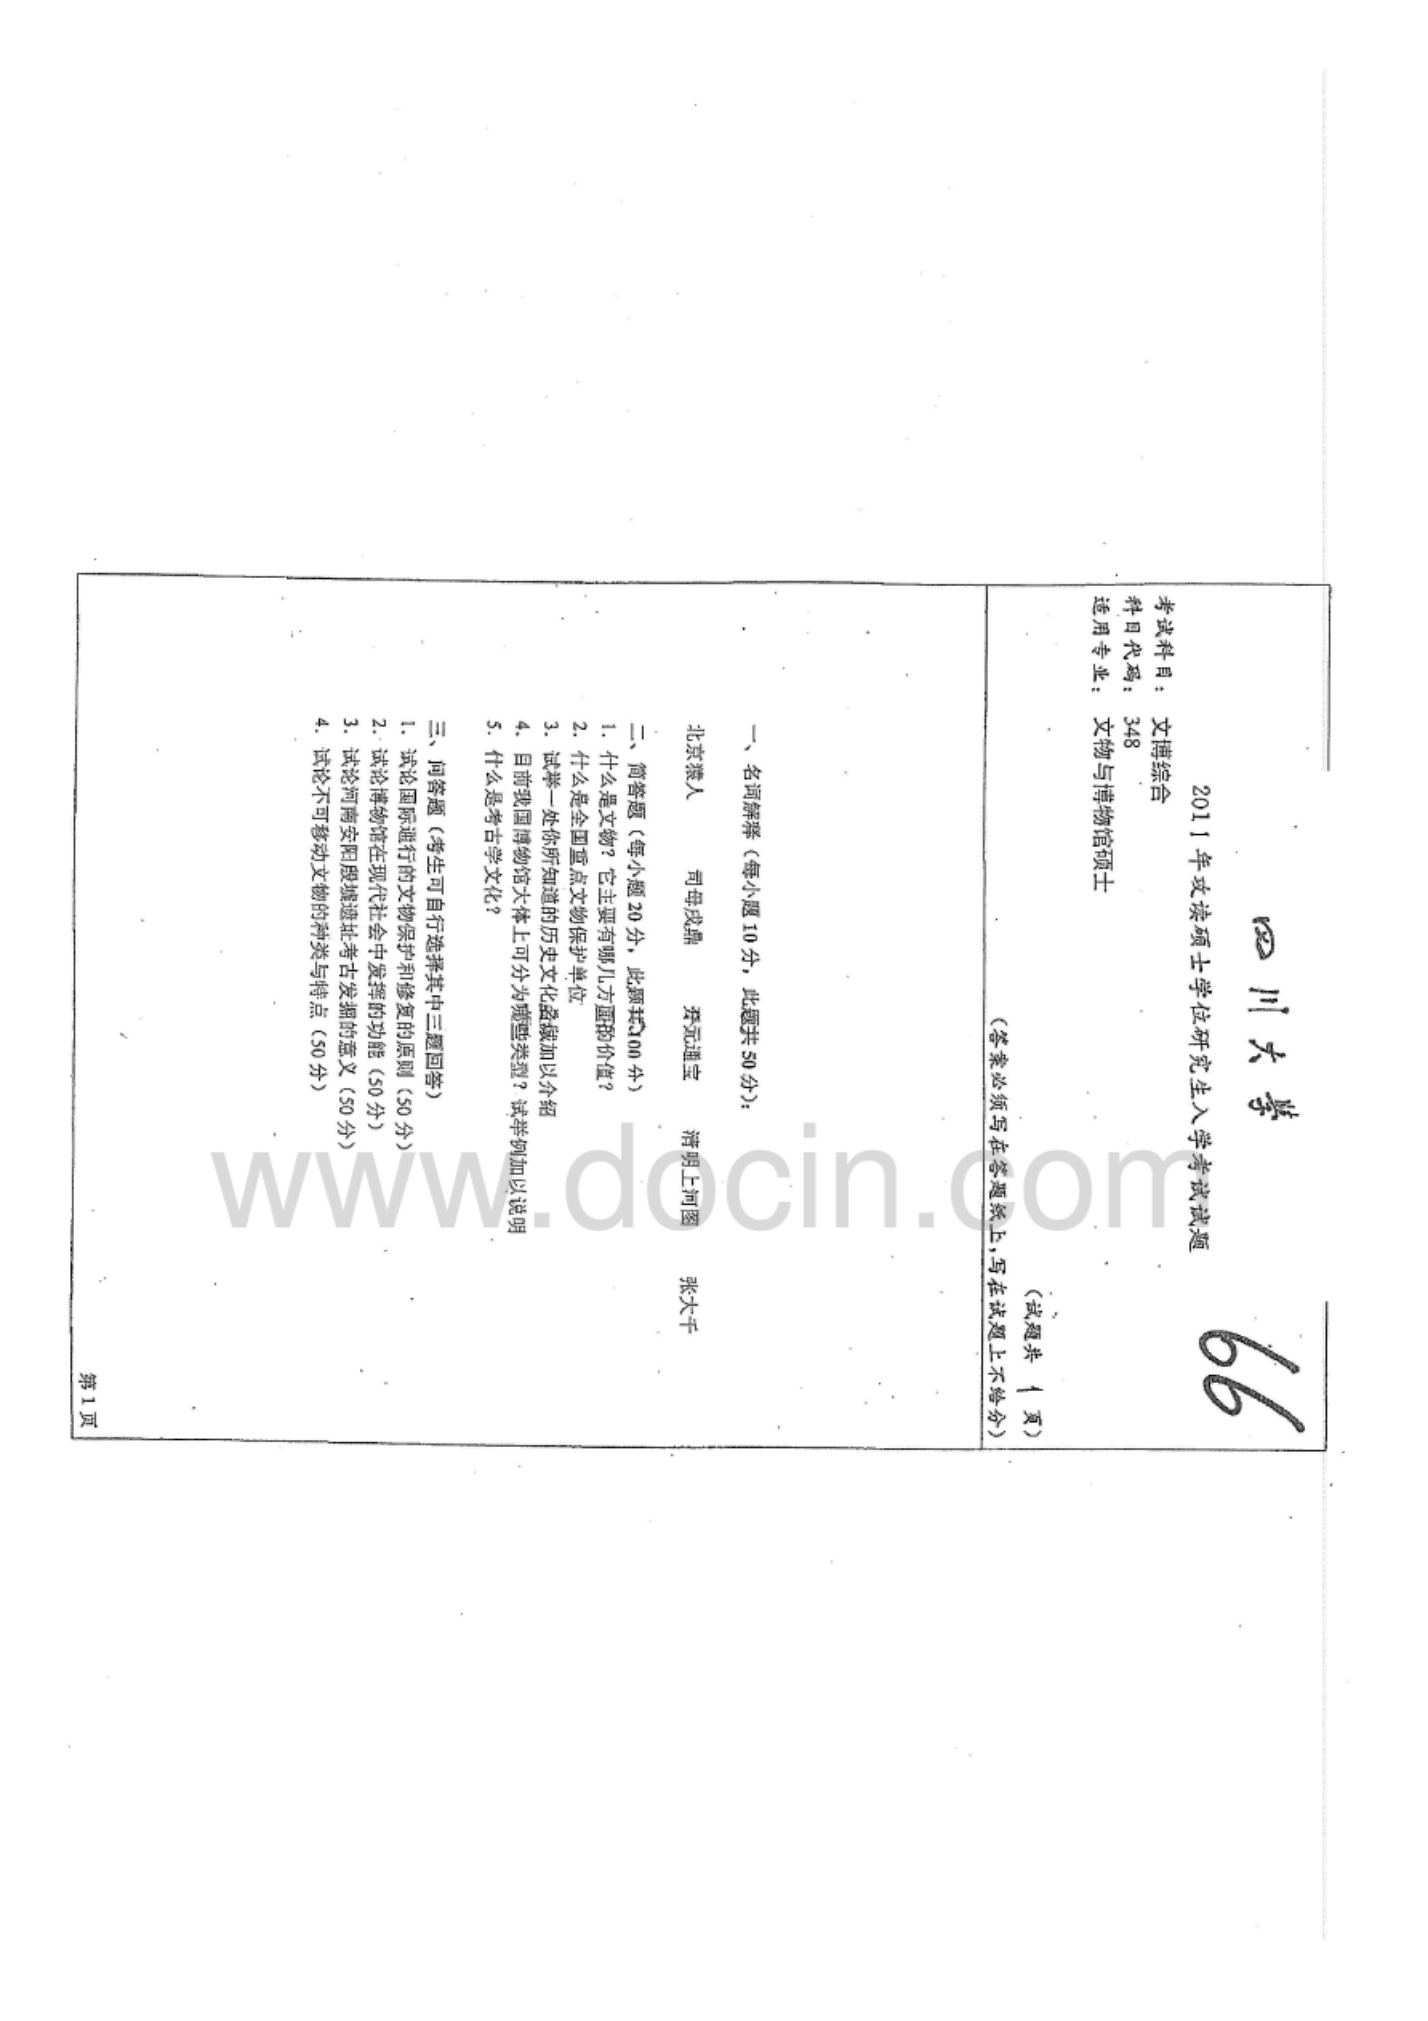 四川大学
66
2011年攻读硕士学位研究生入学考试试题
考试科目：文博综合
科目代码：348
适用专业：文物与博物馆硕士
（试题共 1 页）
（答案必须写在答题纸上，写在试题上不给分）
一、名词解释（每小题10分，此题共50分）：
北京猿人 司母戊鼎 开元通宝 清明上河图 张大千
二、简答题（每小题20分，此题共100分）
1. 什么是文物？它主要有哪几方面的价值？
2. 什么是全国重点文物保护单位
3. 试举一处你所知道的历史文化名城加以介绍
4. 目前我国博物馆大体上可分为哪些类型？试举例加以说明
5. 什么是考古学文化？
三、问答题（考生可自行选择其中三题回答）
1. 试论国际通行的文物保护和修复的原则（50分）
2. 试论博物馆在现代社会中发挥的功能（50分）
3. 试论河南安阳殷墟遗址考古发掘的意义（50分）
4. 试论不可移动文物的种类与特点（50分）
www.docin.com
第1页